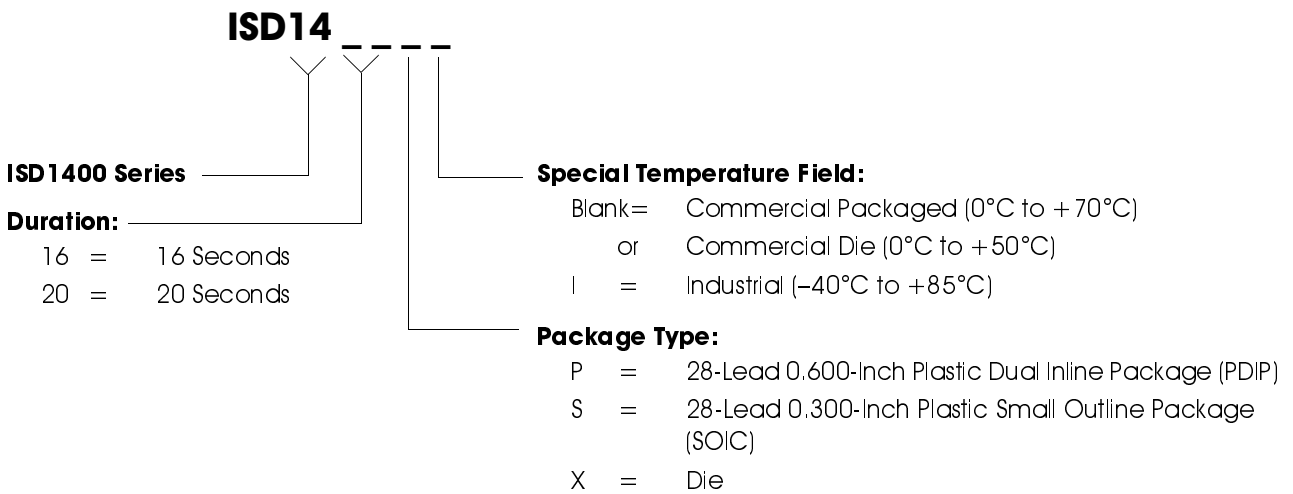 ISD14 _ _ _ _
ISD1400 Series
Duration:
16 = 16 Seconds
20 = 20 Seconds
Special Temperature Field:
Blank= Commercial Packaged (0°C to +70°C)
or Commercial Die (0°C to +50°C)
I = Industrial (–40°C to +85°C)
Package Type:
P = 28-Lead 0.600-Inch Plastic Dual Inline Package (PDIP)
S = 28-Lead 0.300-Inch Plastic Small Outline Package
(SOIC)
X = Die